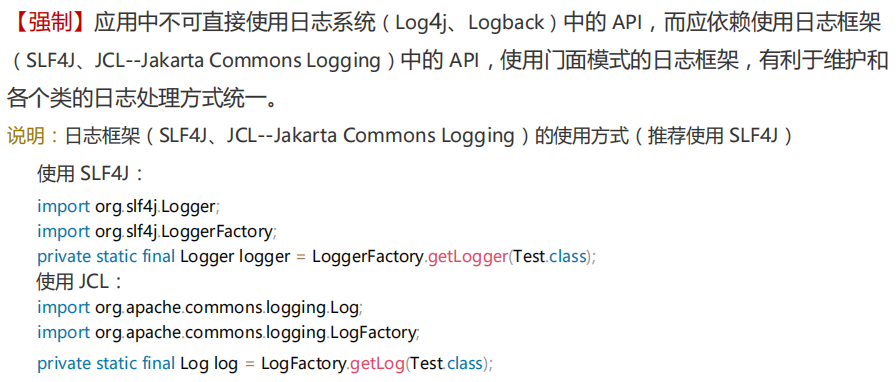 【强制】应用中不可直接使用日志系统（Log4j、Logback）中的 API，而应依赖使用日志框架
（SLF4J、JCL--Jakarta Commons Logging）中的 API，使用门面模式的日志框架，有利于维护和
各个类的日志处理方式统一。
说明：日志框架（SLF4J、JCL--Jakarta Commons Logging）的使用方式（推荐使用 SLF4J）
使用 SLF4J：
import org.slf4j.Logger;
import org.slf4j.LoggerFactory;
private static final Logger logger = LoggerFactory.getLogger(Test.class);
使用 JCL：
import org.apache.commons.logging.Log;
import org.apache.commons.logging.LogFactory;
private static final Log log = LogFactory.getLog(Test.class);